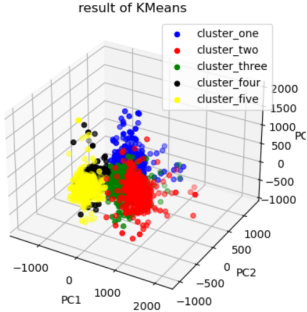 result of KMeans
cluster_one
cluster_two
cluster_three
cluster_four
cluster_five
2000
1500
1000
500
0
−500
−1000
PC
−1000
0
1000
2000
PC1
−1000
−500
0
500
1000
PC2